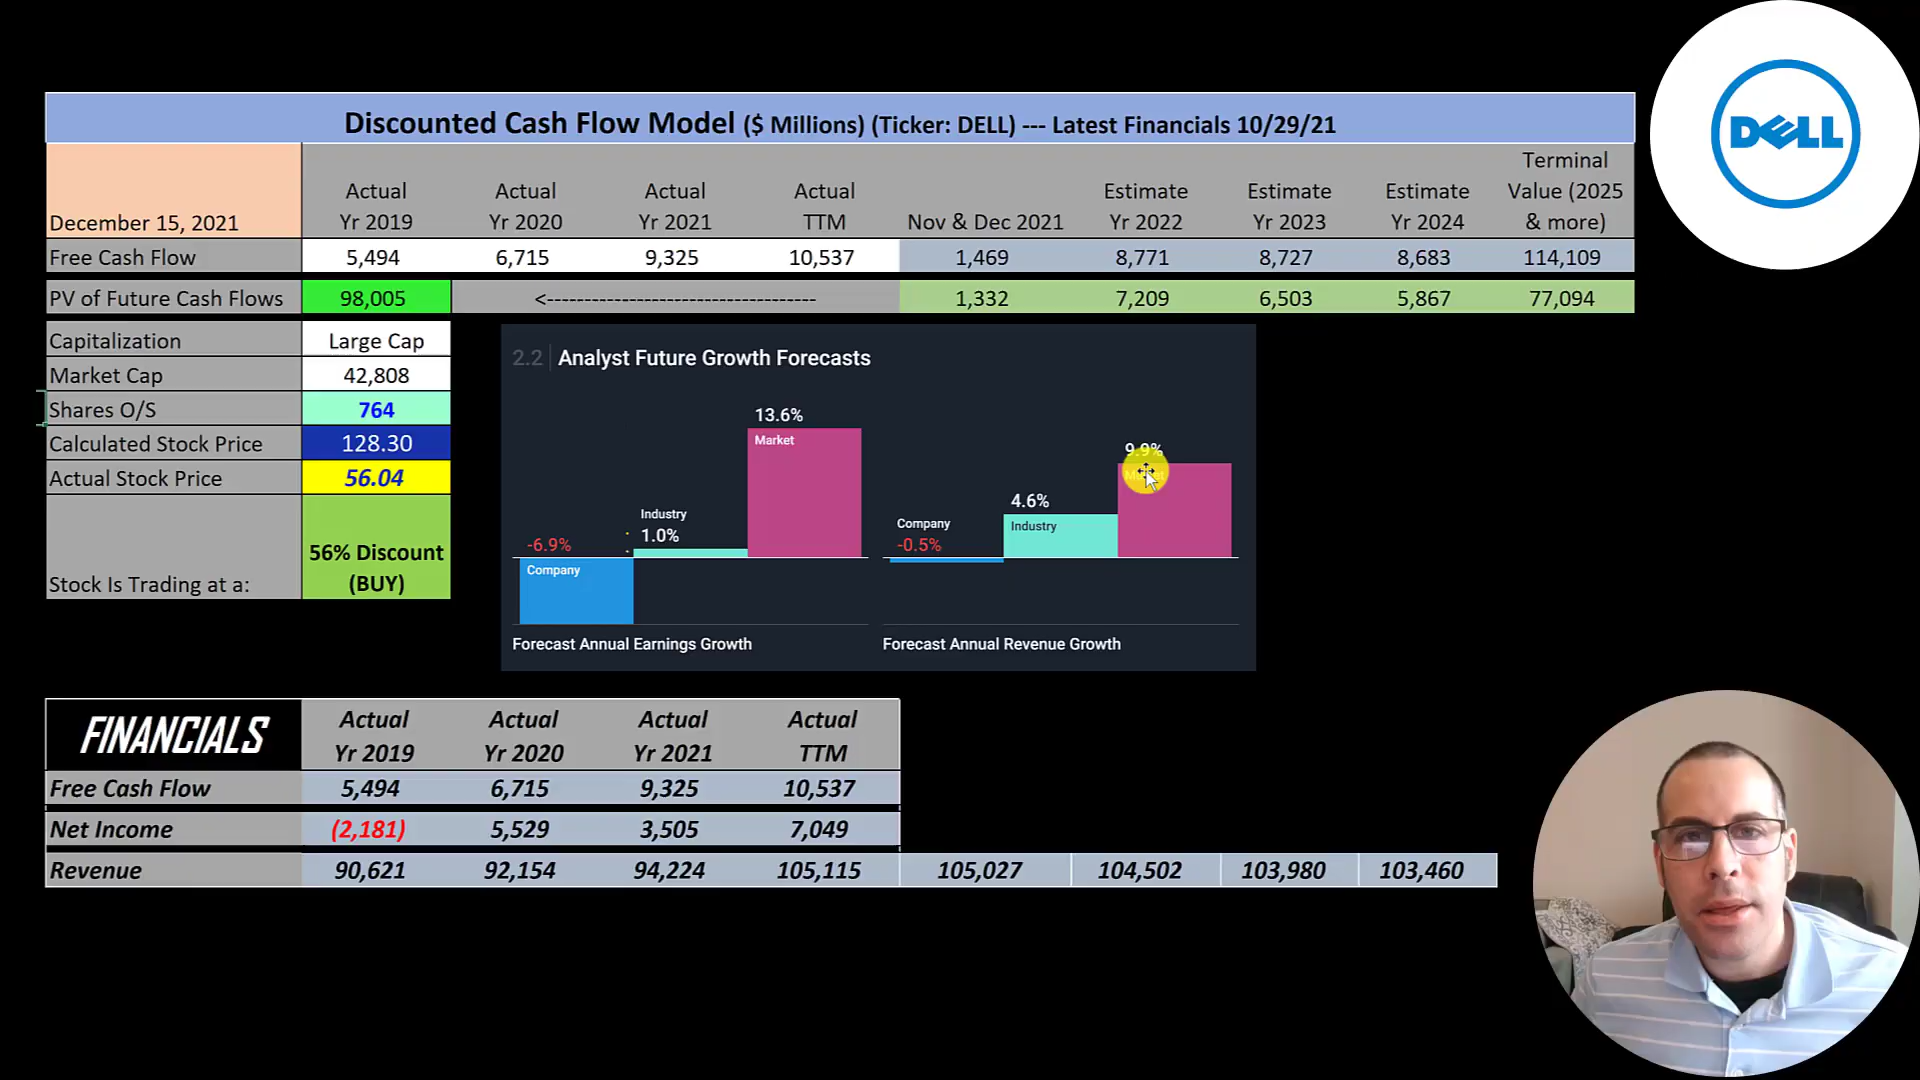 DELL
Discounted Cash Flow Model ($ Millions) (Ticker: DELL) --- Latest Financials 10/29/21
December 15, 2021 Actual Yr 2019 Actual Yr 2020 Actual Yr 2021 Actual TTM Nov & Dec 2021 Estimate Yr 2022 Estimate Yr 2023 Estimate Yr 2024 Terminal Value (2025 & more)
Free Cash Flow 5,494 6,715 9,325 10,537 1,469 8,771 8,727 8,683 114,109
PV of Future Cash Flows 98,005 <------------------------------------ 1,332 7,209 6,503 5,867 77,094
Capitalization Large Cap
Market Cap 42,808
Shares O/S 764
Calculated Stock Price 128.30
Actual Stock Price 56.04
Stock Is Trading at a: 56% Discount (BUY)
2.2 Analyst Future Growth Forecasts
-6.9% Company
Industry 1.0%
13.6% Market
Forecast Annual Earnings Growth
Company -0.5%
4.6% Industry
9.9%
Forecast Annual Revenue Growth
FINANCIALS Actual Yr 2019 Actual Yr 2020 Actual Yr 2021 Actual TTM
Free Cash Flow 5,494 6,715 9,325 10,537
Net Income (2,181) 5,529 3,505 7,049
Revenue 90,621 92,154 94,224 105,115 105,027 104,502 103,980 103,460